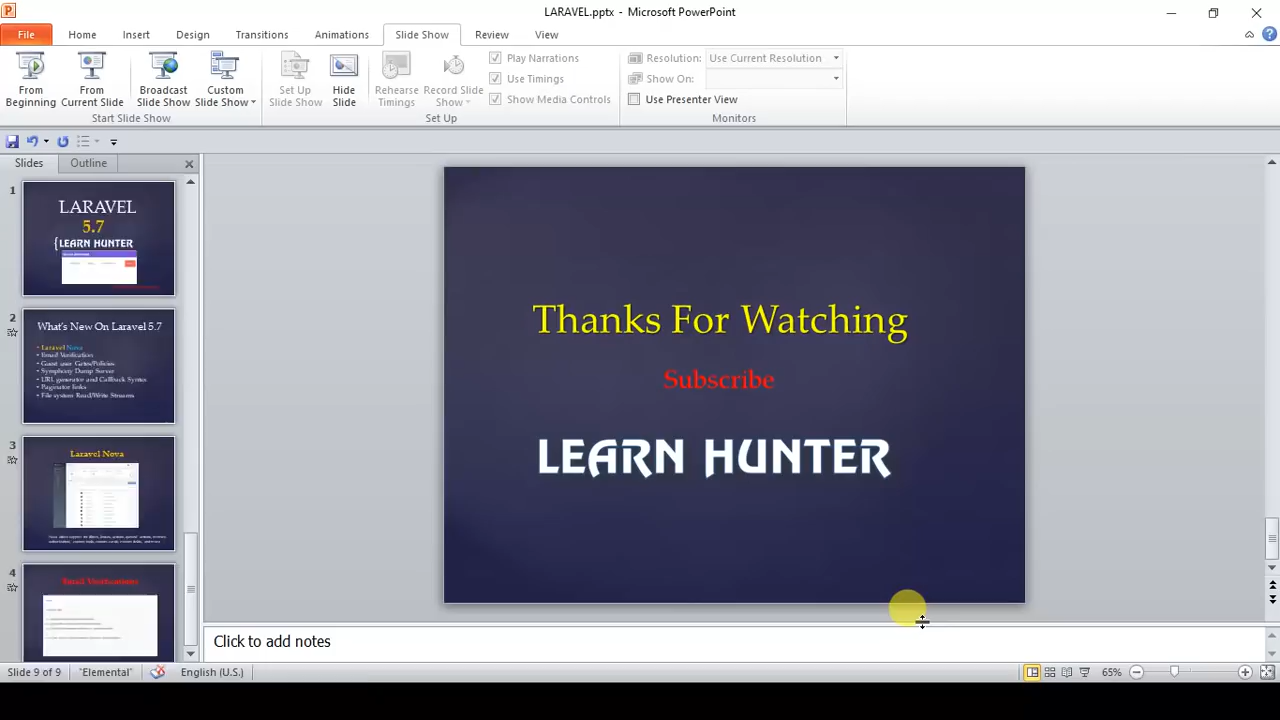 LARAVEL.pptx - Microsoft PowerPoint
File Home Insert Design Transitions Animations Slide Show Review View
From Beginning
From Current Slide
Broadcast Slide Show
Custom Slide Show
Start Slide Show
Set Up Slide Show
Hide Slide
Rehearse Timings
Record Slide Show
Play Narrations
Use Timings
Show Media Controls
Set Up
Resolution: Use Current Resolution
Show On:
Use Presenter View
Monitors
Slides Outline
1
LARAVEL
5.7
{LEARN HUNTER
2
What's New On Laravel 5.7
• Laravel Nova
• Email Verification
• Guest user Gates/Policies
• Symphony Dump Server
• URL generator and Callback Syntax
• Paginator links
• File system Read/Write Streams
3
Laravel Nova
4
Thanks For Watching
Subscribe
LEARN HUNTER
Click to add notes
Slide 9 of 9 "Elemental" English (U.S.) 65%